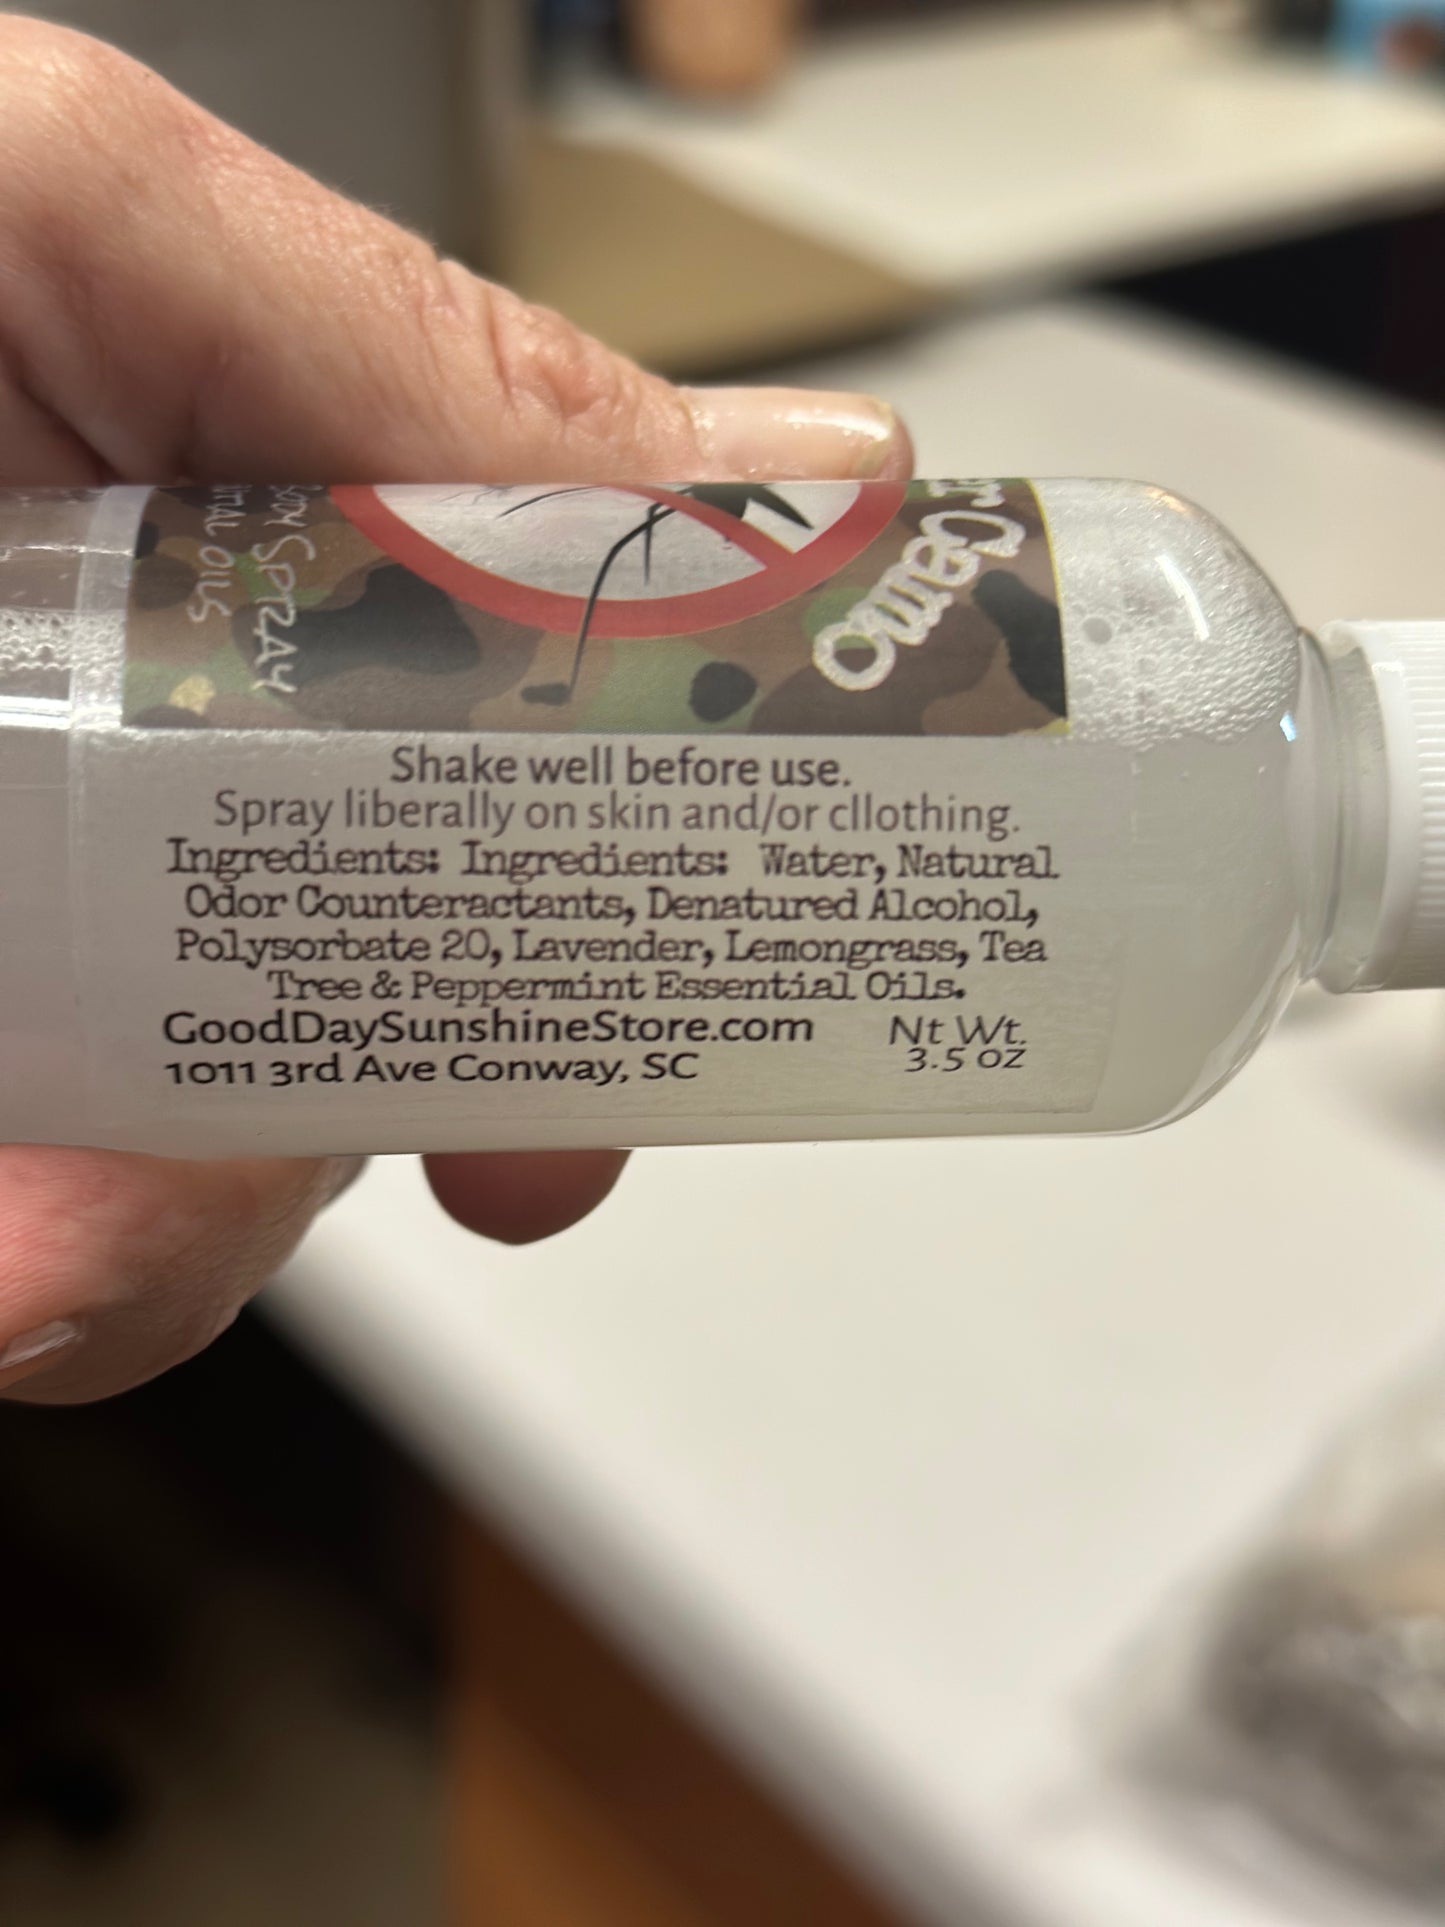 Camo
SPRAY
OILS
Shake well before use.
Spray liberally on skin and/or cllothing.
Ingredients: Ingredients: Water, Natural
Odor Counteractants, Denatured Alcohol,
Polysorbate 20, Lavender, Lemongrass, Tea
Tree & Peppermint Essential Oils.
GoodDaySunshineStore.com
1011 3rd Ave Conway, SC
Nt Wt.
3.5 oz